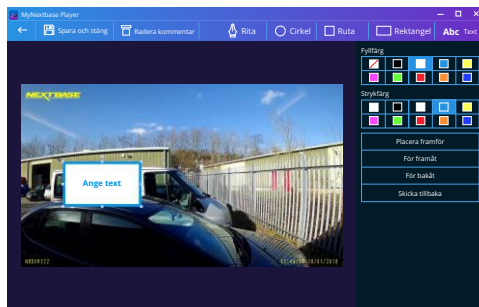 MyNextbase Player
Spara och stäng
Radera kommentar
Rita
Cirkel
Ruta
Rektangel
Abc Text
Fyllfärg
NEXTBASE
Strykfärg
Placera framför
För framåt
För bakåt
Skicka tillbaka
Ange text